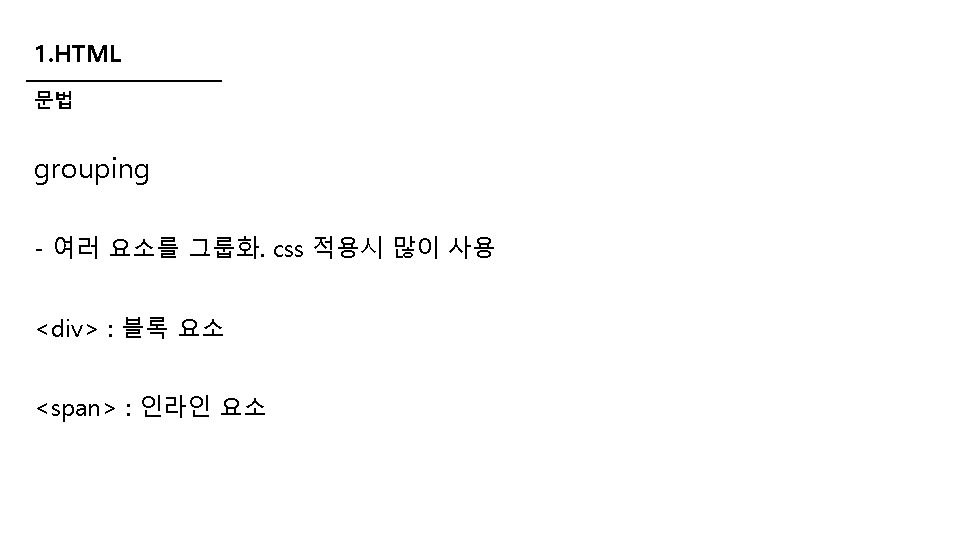 1.HTML
문법
grouping
- 여러 요소를 그룹화. css 적용시 많이 사용
<div> : 블록 요소
<span> : 인라인 요소